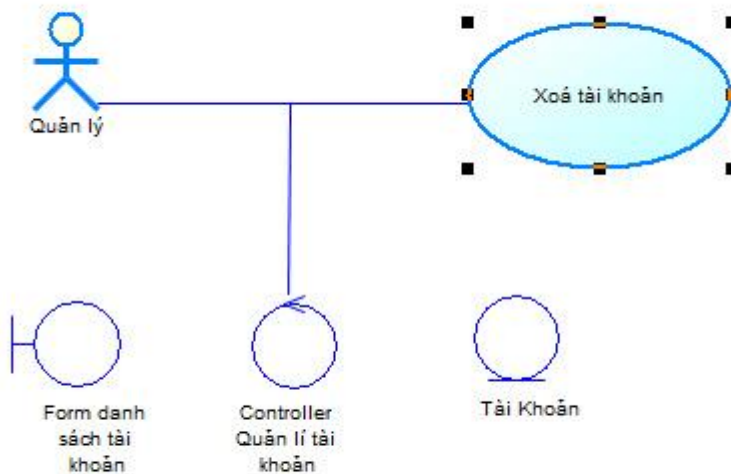 Xoá tài khoản
Quản lý
Form danh
sách tài
khoản
Controller
Quản lí tài
khoản
Tài Khoản